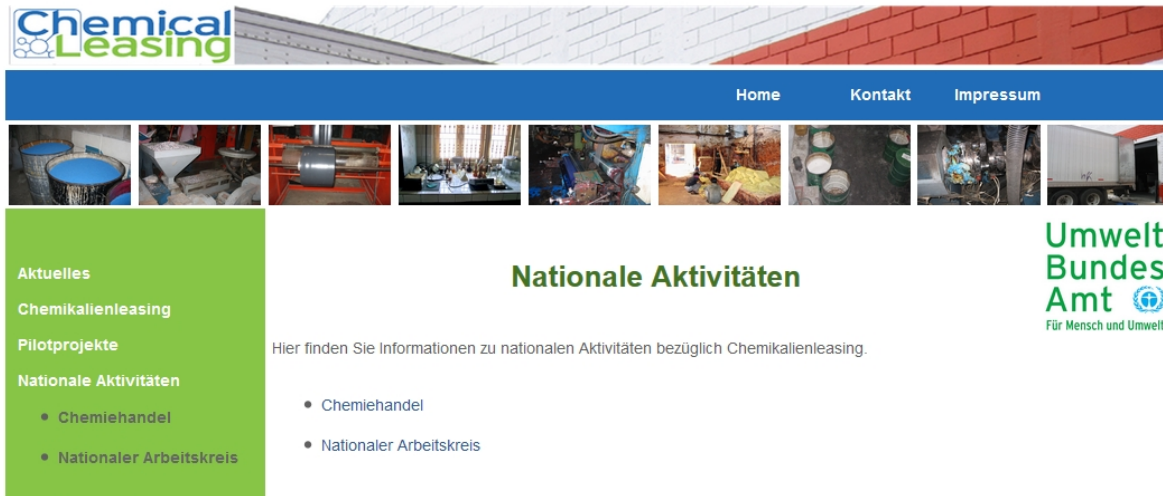 Chemical
Leasing
Home Kontakt Impressum
Umwelt
Bundes
Amt
Für Mensch und Umwelt
Aktuelles
Chemikalienleasing
Pilotprojekte
Nationale Aktivitäten
Chemiehandel
Nationaler Arbeitskreis
Nationale Aktivitäten
Hier finden Sie Informationen zu nationalen Aktivitäten bezüglich Chemikalienleasing.
Chemiehandel
Nationaler Arbeitskreis